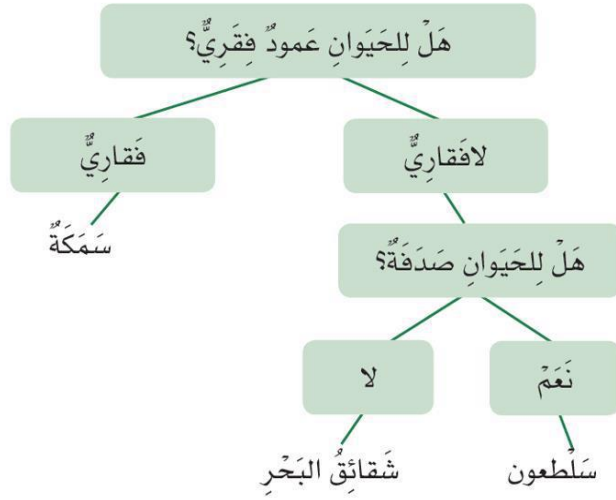 هَلْ لِلحَيَوانِ عَمودٌ فِقَرِيٌّ؟
لافَقارِيٌّ
فَقارِيٌّ
سَمَكَةٌ
هَلْ لِلحَيَوانِ صَدَفَةٌ؟
نَعَمْ
لا
سَلْطعون
شَقائِقُ البَحْرِ